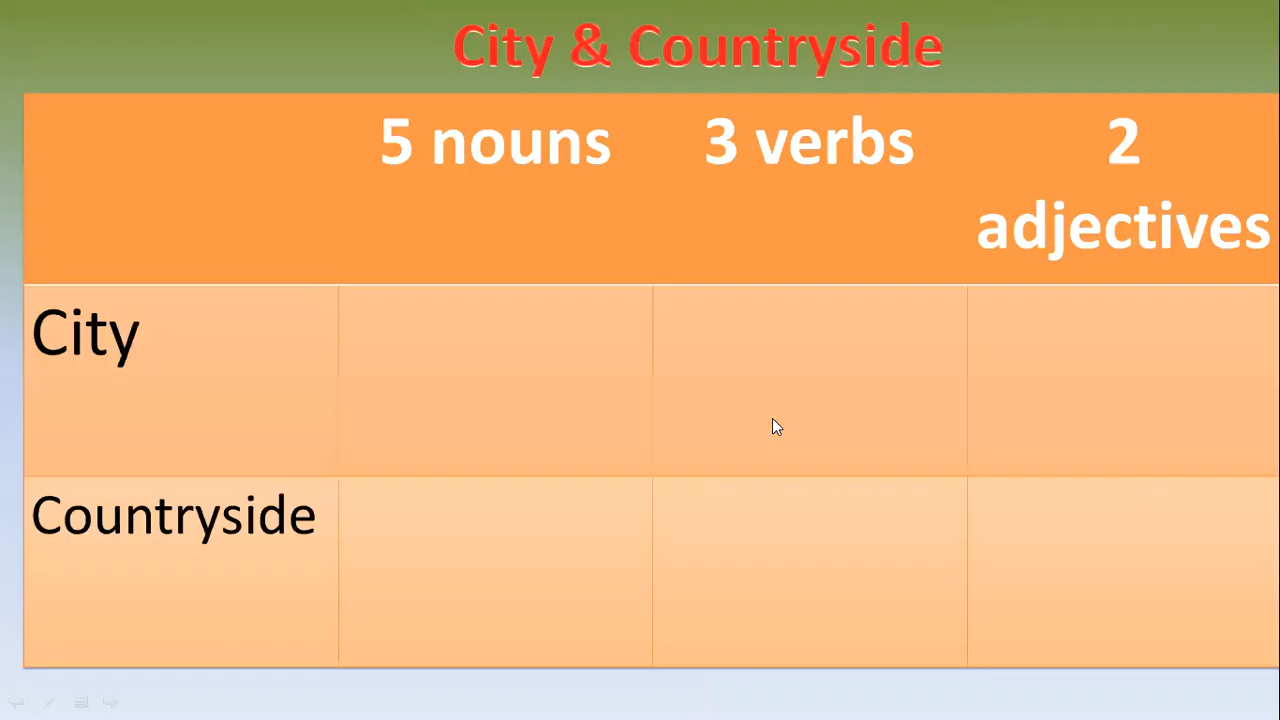 City & Countryside
5 nouns
3 verbs
2
adjectives
City
Countryside